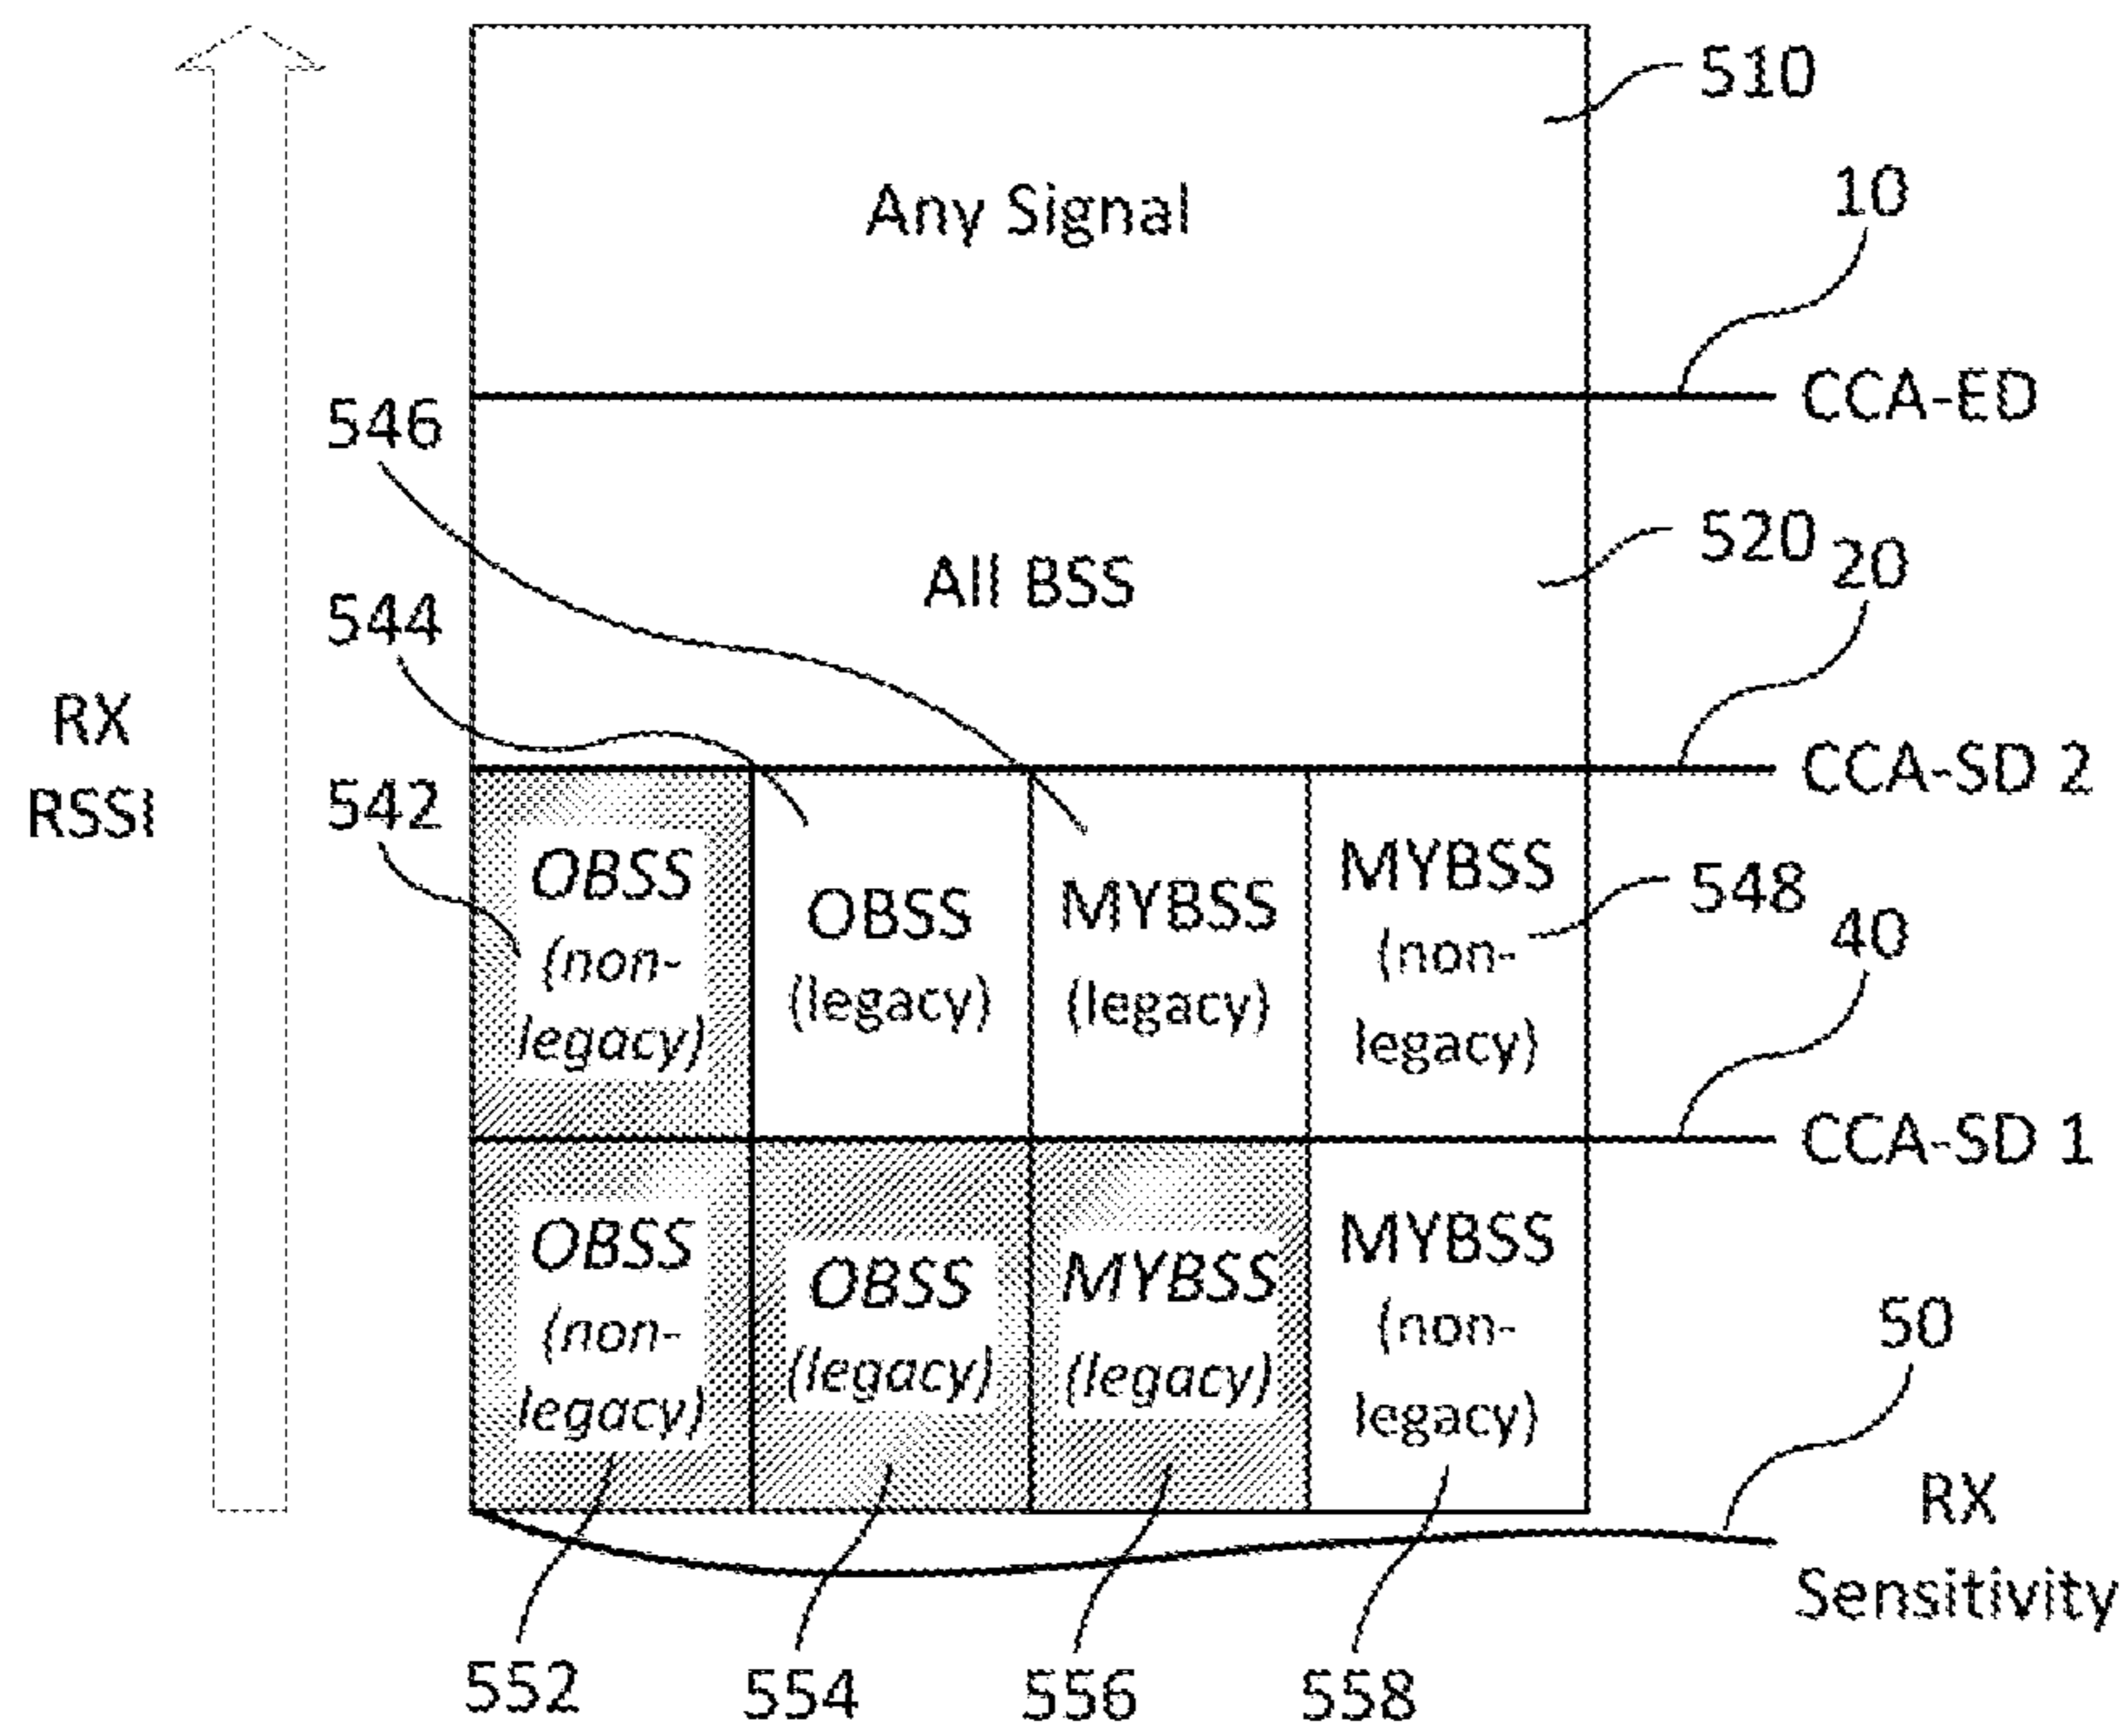 510
Any Signal
10
CCA-ED
546
All BSS
520
20
544
RX
RSSI
CCA-SD 2
542
OBSS
(non-
legacy)
OBSS
(legacy)
MYBSS
(legacy)
MYBSS
(non-
legacy)
548
40
CCA-SD 1
OBSS
(non-
legacy)
OBSS
(legacy)
MYBSS
(legacy)
MYBSS
(non-
legacy)
50
RX
Sensitivity
552
554
556
558